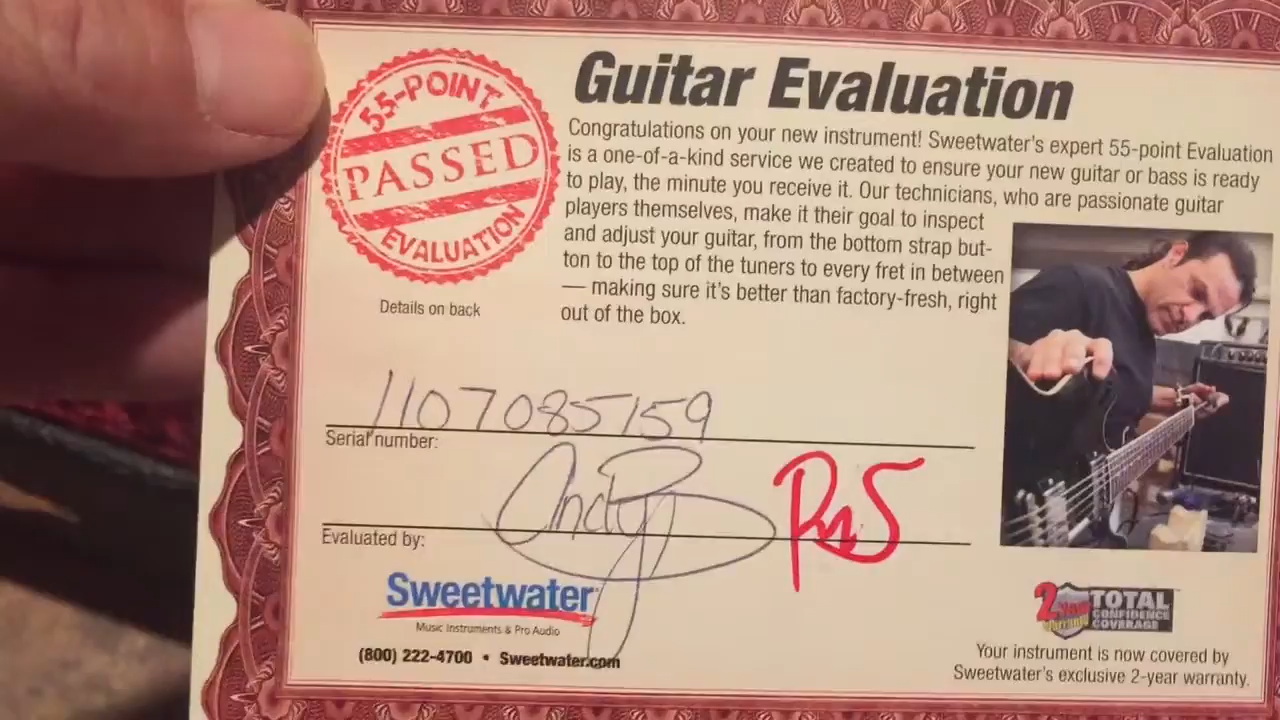 55-POINT
PASSED
EVALUATION
Details on back
Guitar Evaluation
Congratulations on your new instrument! Sweetwater's expert 55-point Evaluation
is a one-of-a-kind service we created to ensure your new guitar or bass is ready
to play, the minute you receive it. Our technicians, who are passionate guitar
players themselves, make it their goal to inspect
and adjust your guitar, from the bottom strap but-
ton to the top of the tuners to every fret in between
— making sure it's better than factory-fresh, right
out of the box.
1107085159
Serial number:
Andy
Evaluated by:
Sweetwater
Music Instruments & Pro Audio
(800) 222-4700 • Sweetwater.com
2-Year
Warranty
TOTAL
CONFIDENCE
COVERAGE
Your instrument is now covered by
Sweetwater's exclusive 2-year warranty.